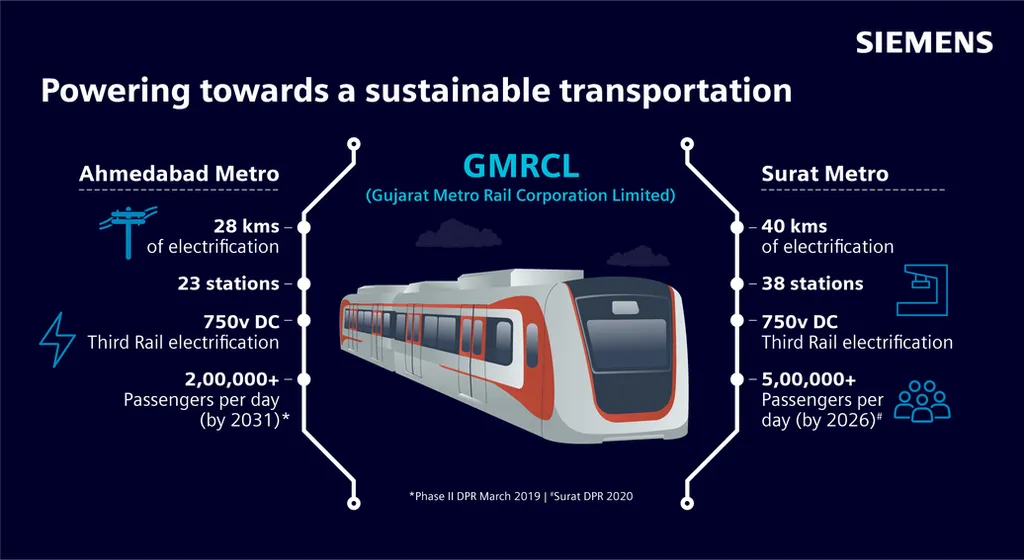 SIEMENS
Powering towards a sustainable transportation
GMRCL
(Gujarat Metro Rail Corporation Limited)
Ahmedabad Metro
28 kms
of electrification
23 stations
750v DC
Third Rail electrification
2,00,000+
Passengers per day
(by 2031)*
Surat Metro
40 kms
of electrification
38 stations
750v DC
Third Rail electrification
5,00,000+
Passengers per
day (by 2026)#
*Phase II DPR March 2019 | #Surat DPR 2020